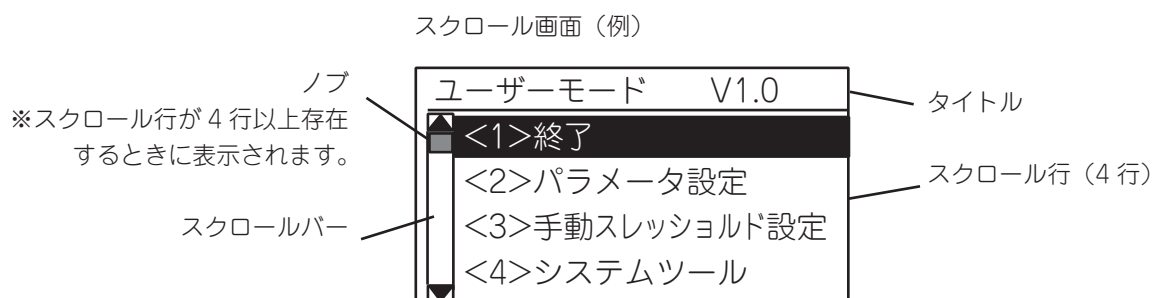 スクロール画面（例）
ノブ
※スクロール行が 4 行以上存在
するときに表示されます。
スクロールバー
ユーザーモード V1.0
<1>終了
<2>パラメータ設定
<3>手動スレッショルド設定
<4>システムツール
タイトル
スクロール行（4 行）